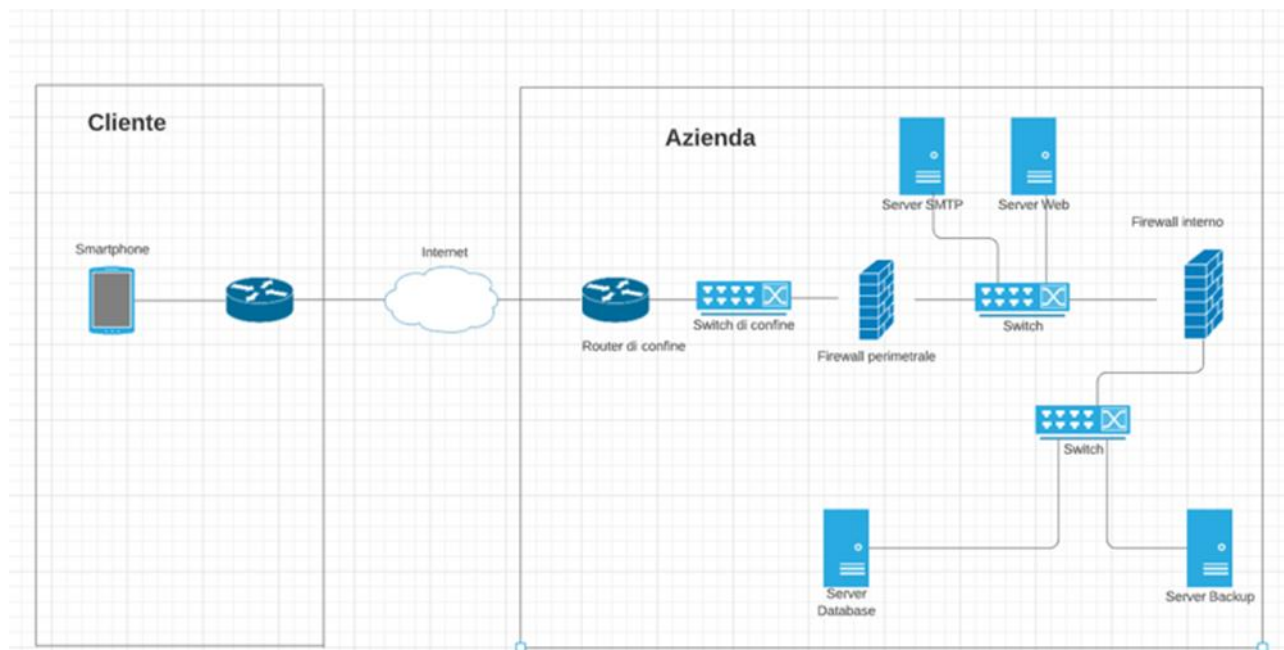 Cliente
Azienda
Server SMTP
Server Web
Firewall interno
Smartphone
Internet
Switch di confine
Switch
Router di confine
Firewall perimetrale
Switch
Server
Database
Server Backup